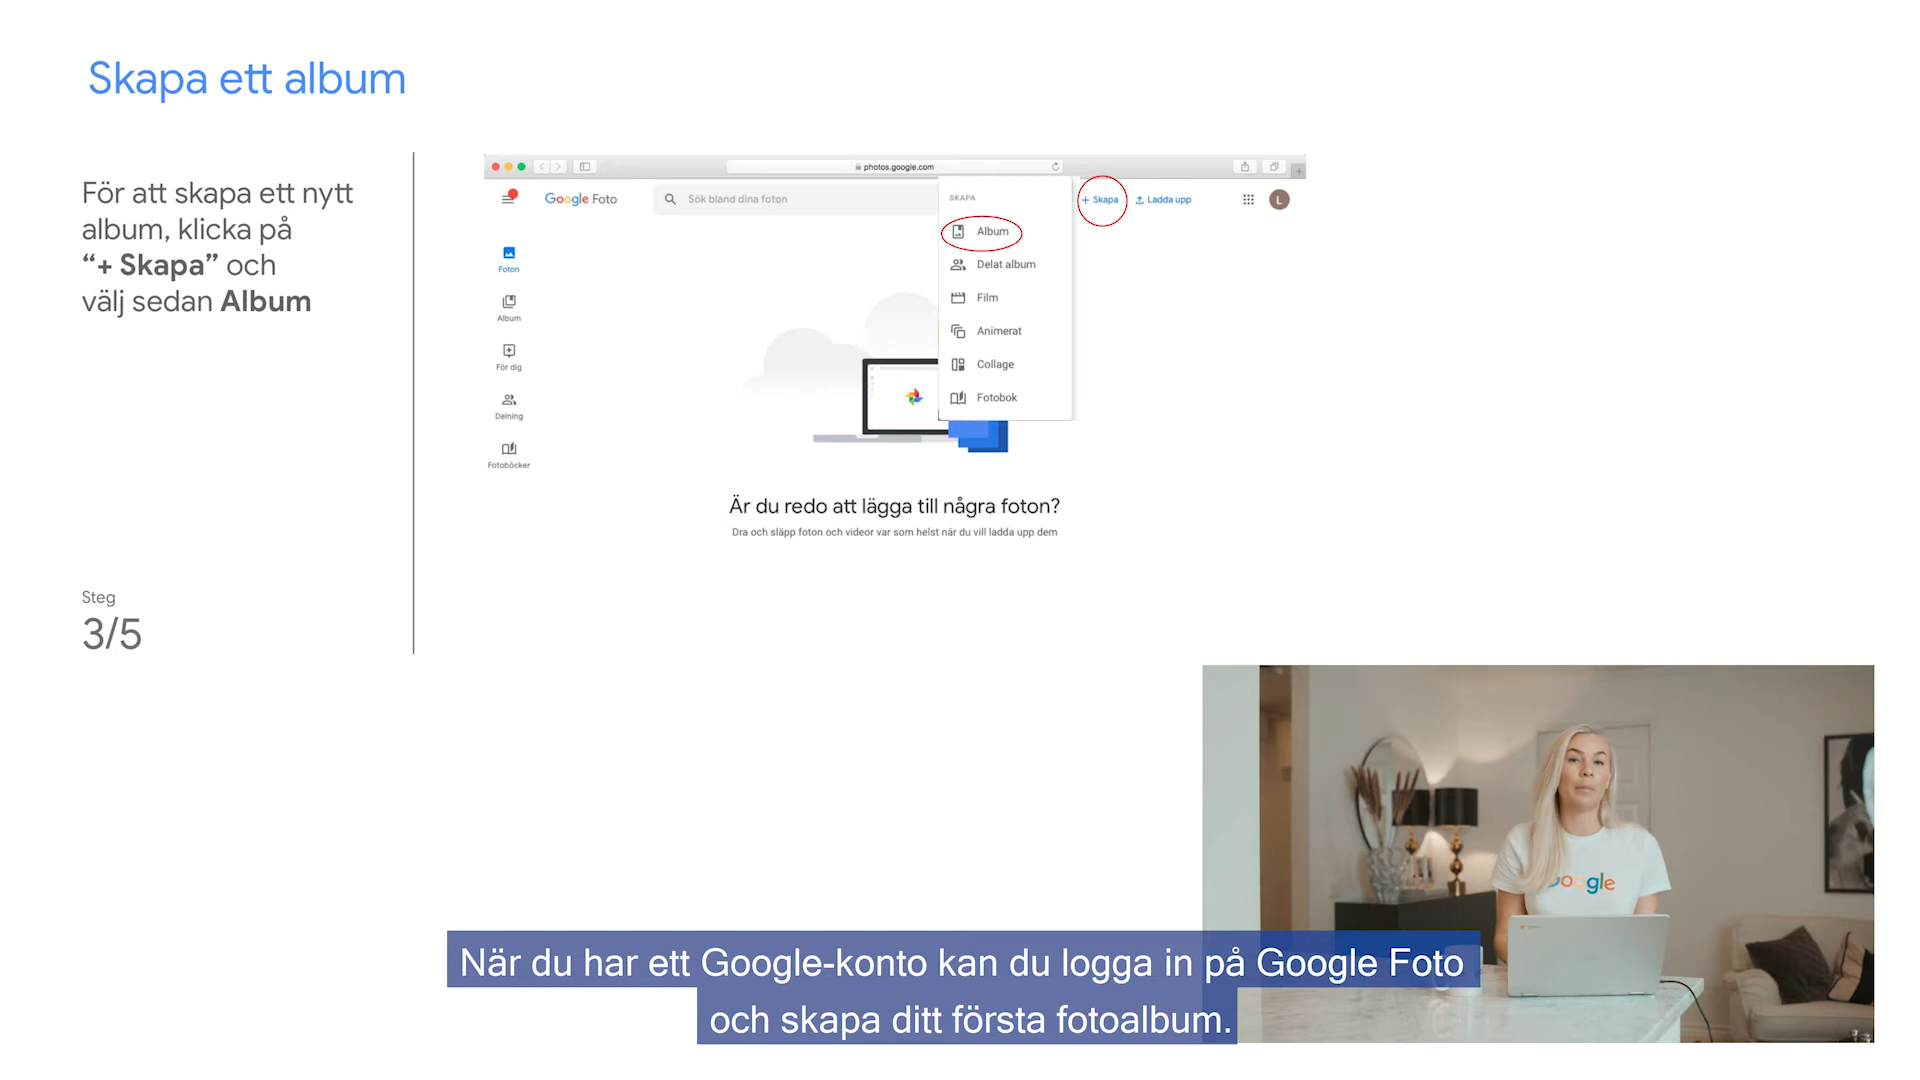 Skapa ett album
För att skapa ett nytt
album, klicka på
“+ Skapa” och
välj sedan Album
Steg
3/5
photos.google.com
Google Foto
Sök bland dina foton
+ Skapa
Ladda upp
L
Foton
Album
För dig
Delning
Fotoböcker
SKAPA
Album
Delat album
Film
Animerat
Collage
Fotobok
Är du redo att lägga till några foton?
Dra och släpp foton och videor var som helst när du vill ladda upp dem
Google
När du har ett Google-konto kan du logga in på Google Foto
och skapa ditt första fotoalbum.